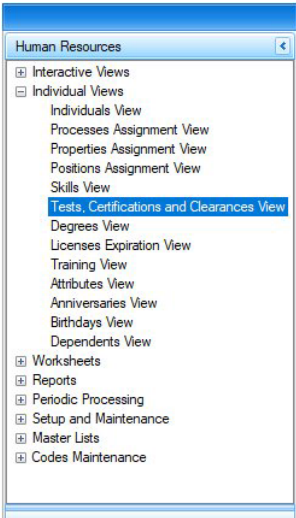 Human Resources
Interactive Views
Individual Views
Individuals View
Processes Assignment View
Properties Assignment View
Positions Assignment View
Skills View
Tests, Certifications and Clearances View
Degrees View
Licenses Expiration View
Training View
Attributes View
Anniversaries View
Birthdays View
Dependents View
Worksheets
Reports
Periodic Processing
Setup and Maintenance
Master Lists
Codes Maintenance